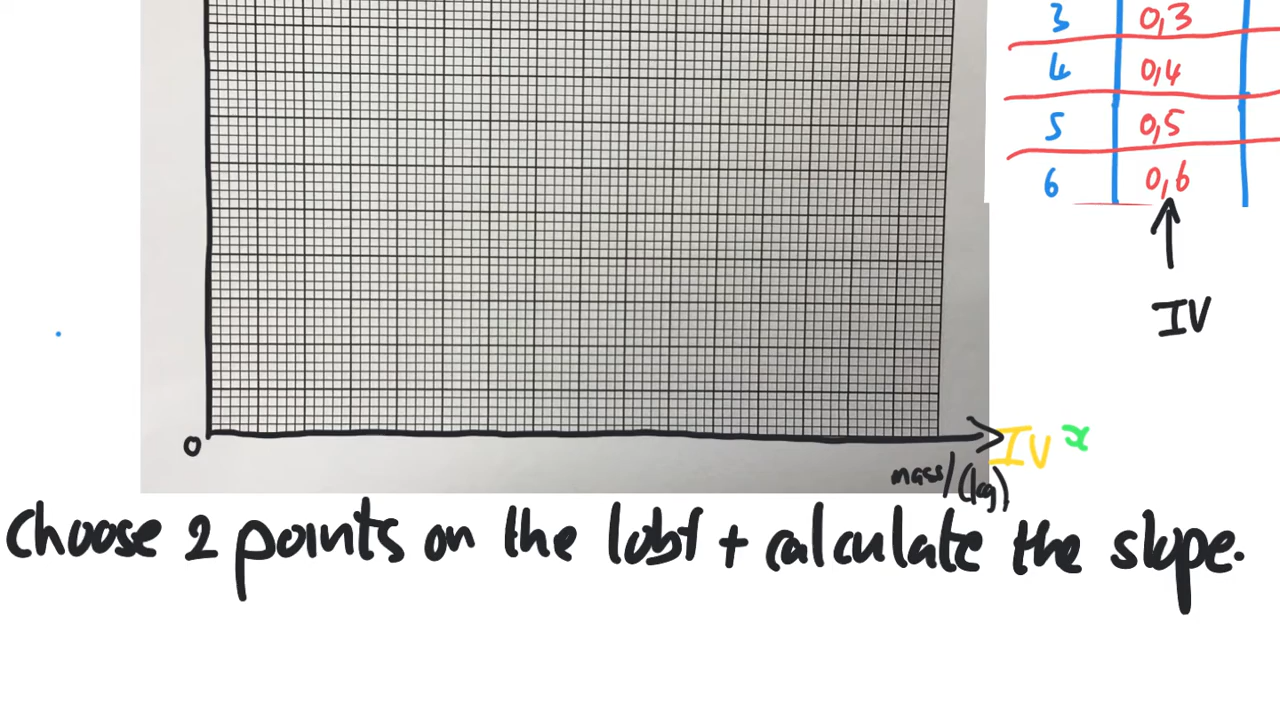 3 0,3
4 0,4
5 0,5
6 0,6
IV
0
IV x
mass/(kg)
choose 2 points on the lobf + calculate the slope.